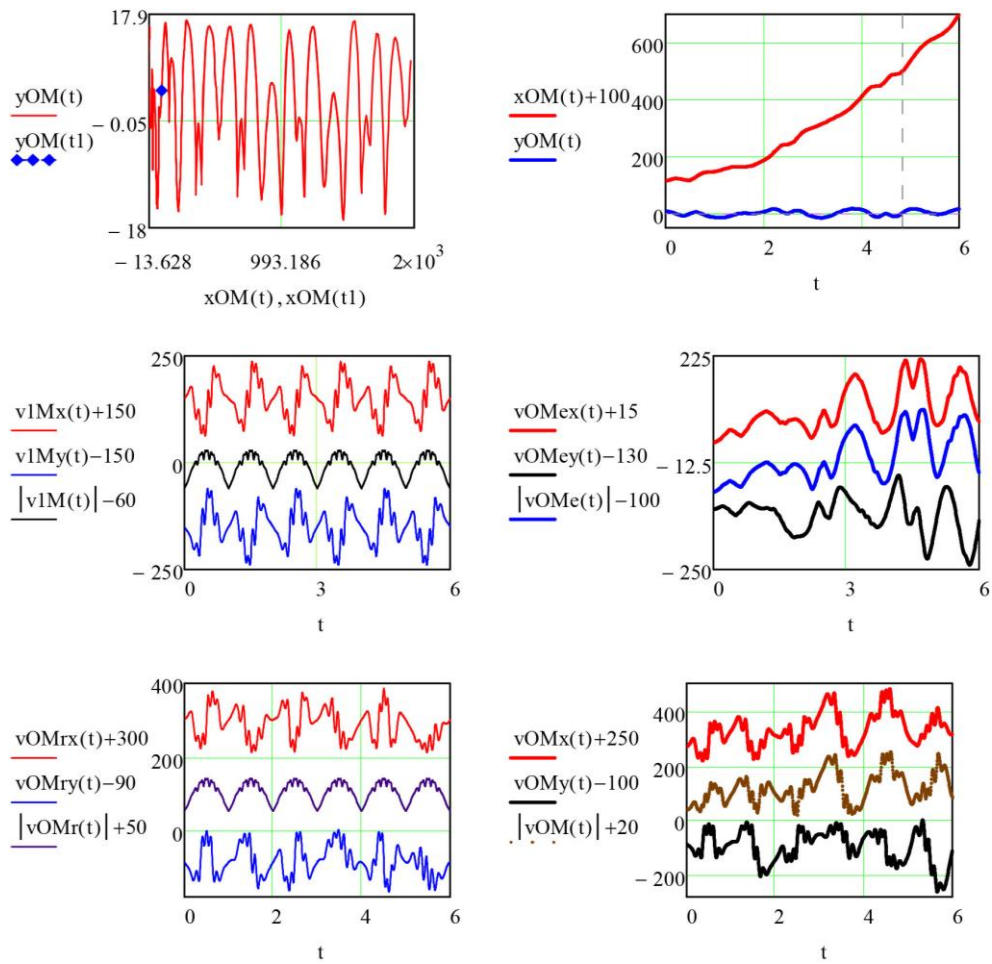 17.9
yOM(t)
− 0.05
yOM(t1)
− 18
− 13.628 993.186 2×10³
xOM(t) , xOM(t1)
600
xOM(t)+100
400
yOM(t)
200
0
0 2 4 6
t
250
v1Mx(t)+150
v1My(t)−150
0
|v1M(t)|−60
− 250
0 3 6
t
225
vOMex(t)+15
vOMey(t)−130
− 12.5
|vOMe(t)|−100
− 250
0 3 6
t
400
vOMrx(t)+300
200
vOMry(t)−90
|vOMr(t)|+50
0
0 2 4 6
t
400
vOMx(t)+250
200
vOMy(t)−100
0
|vOM(t)|+20
− 200
0 2 4 6
t